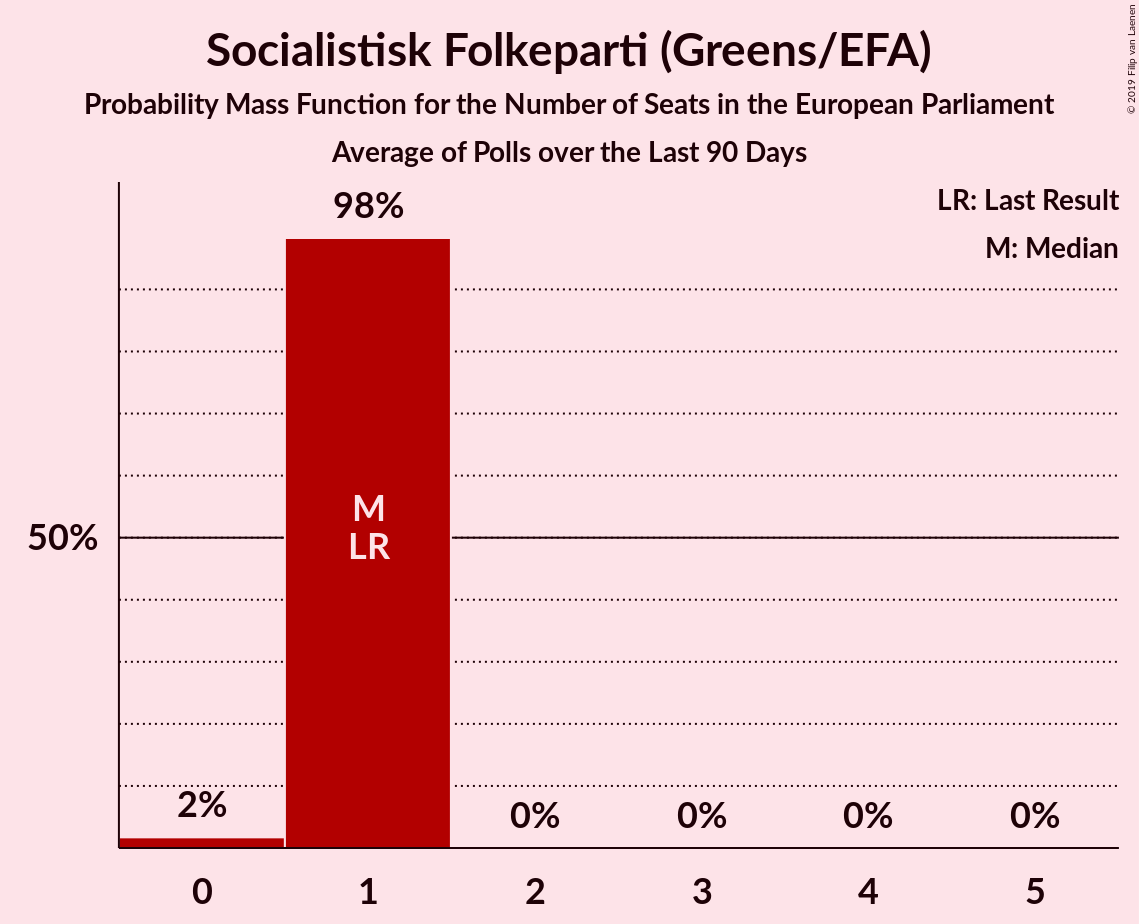 Socialistisk Folkeparti (Greens/EFA)
Probability Mass Function for the Number of Seats in the European Parliament
Average of Polls over the Last 90 Days
© 2019 Filip van Laenen
LR: Last Result
M: Median
98%
50%
M
LR
2%
0%
0%
0%
0%
0
1
2
3
4
5